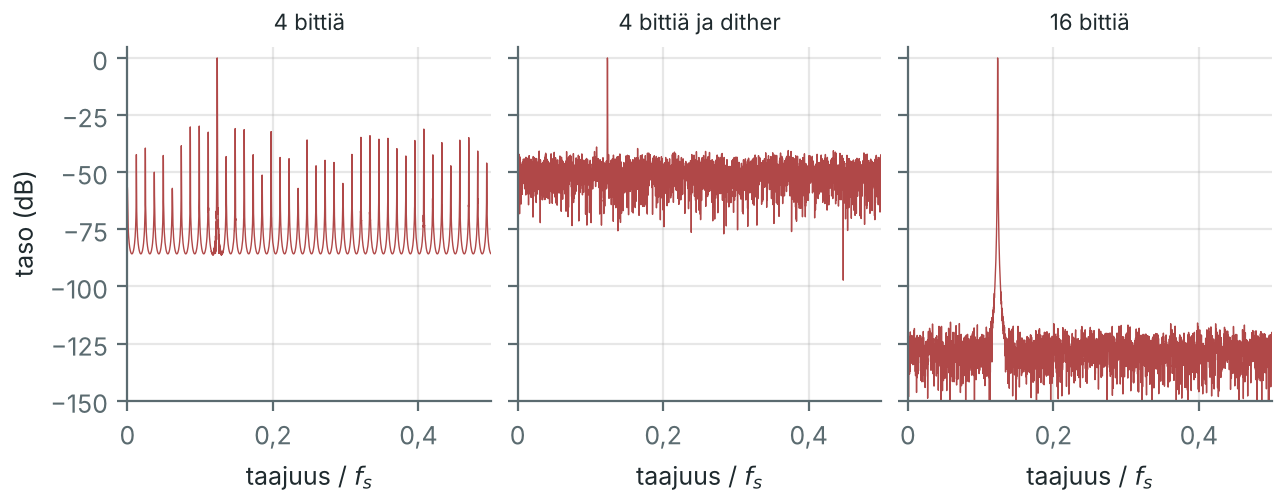 4 bittiä
4 bittiä ja dither
16 bittiä
0
−25
−50
−75
−100
−125
−150
taso (dB)
0
0,2
0,4
0
0,2
0,4
0
0,2
0,4
taajuus / fₛ
taajuus / fₛ
taajuus / fₛ